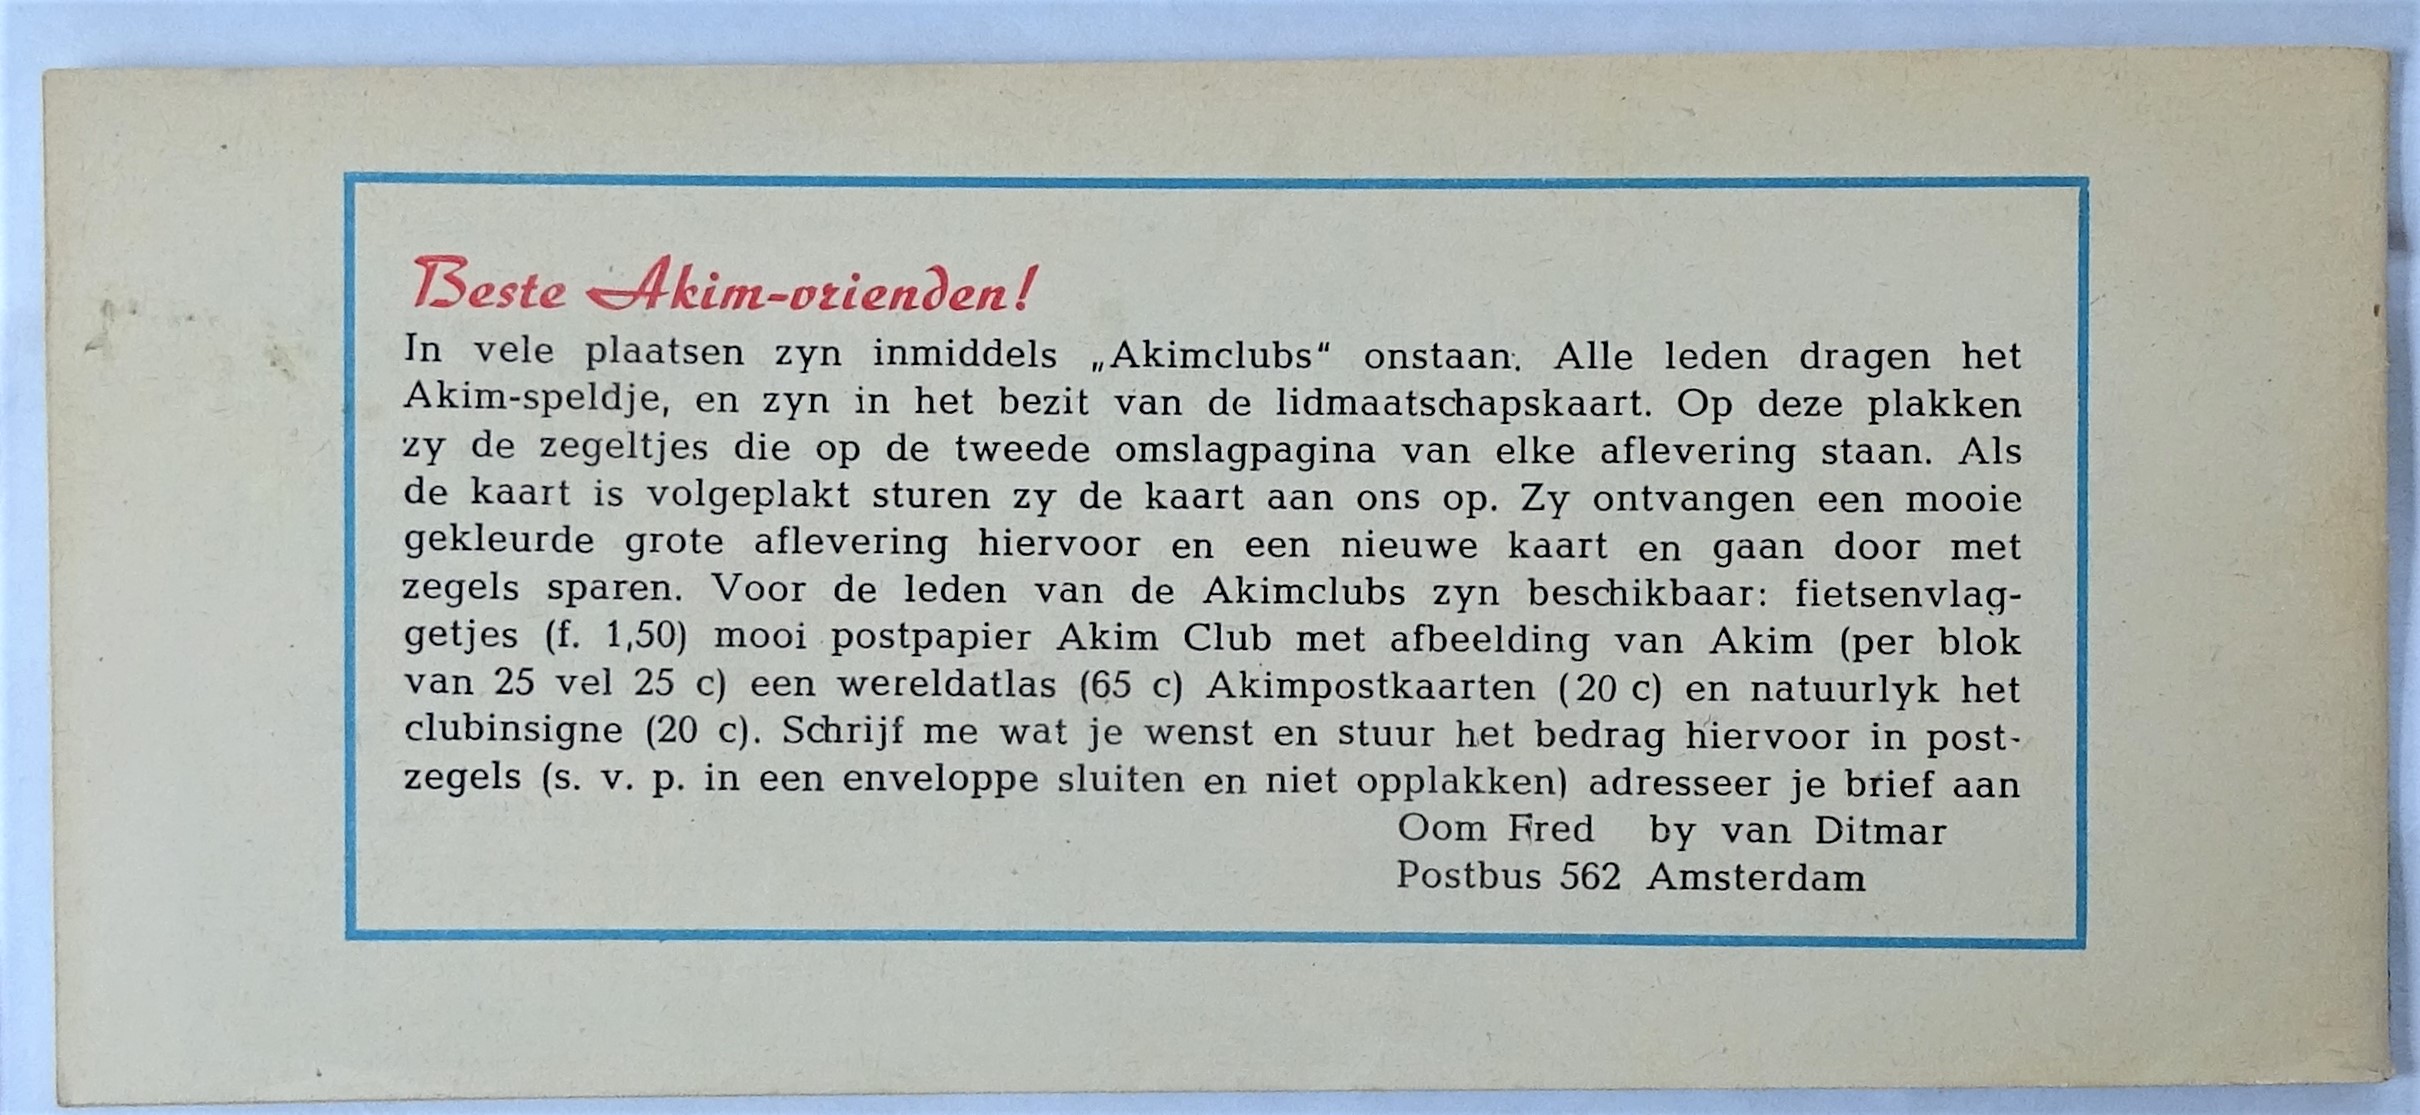 Beste Akim-vrienden!
In vele plaatsen zyn inmiddels „Akimclubs“ onstaan. Alle leden dragen het
Akim-speldje, en zyn in het bezit van de lidmaatschapskaart. Op deze plakken
zy de zegeltjes die op de tweede omslagpagina van elke aflevering staan. Als
de kaart is volgeplakt sturen zy de kaart aan ons op. Zy ontvangen een mooie
gekleurde grote aflevering hiervoor en een nieuwe kaart en gaan door met
zegels sparen. Voor de leden van de Akimclubs zyn beschikbaar: fietsenvlag-
getjes (f. 1,50) mooi postpapier Akim Club met afbeelding van Akim (per blok
van 25 vel 25 c) een wereldatlas (65 c) Akimpostkaarten (20 c) en natuurlyk het
clubinsigne (20 c). Schrijf me wat je wenst en stuur het bedrag hiervoor in post-
zegels (s. v. p. in een enveloppe sluiten en niet opplakken) adresseer je brief aan
Oom Fred by van Ditmar
Postbus 562 Amsterdam